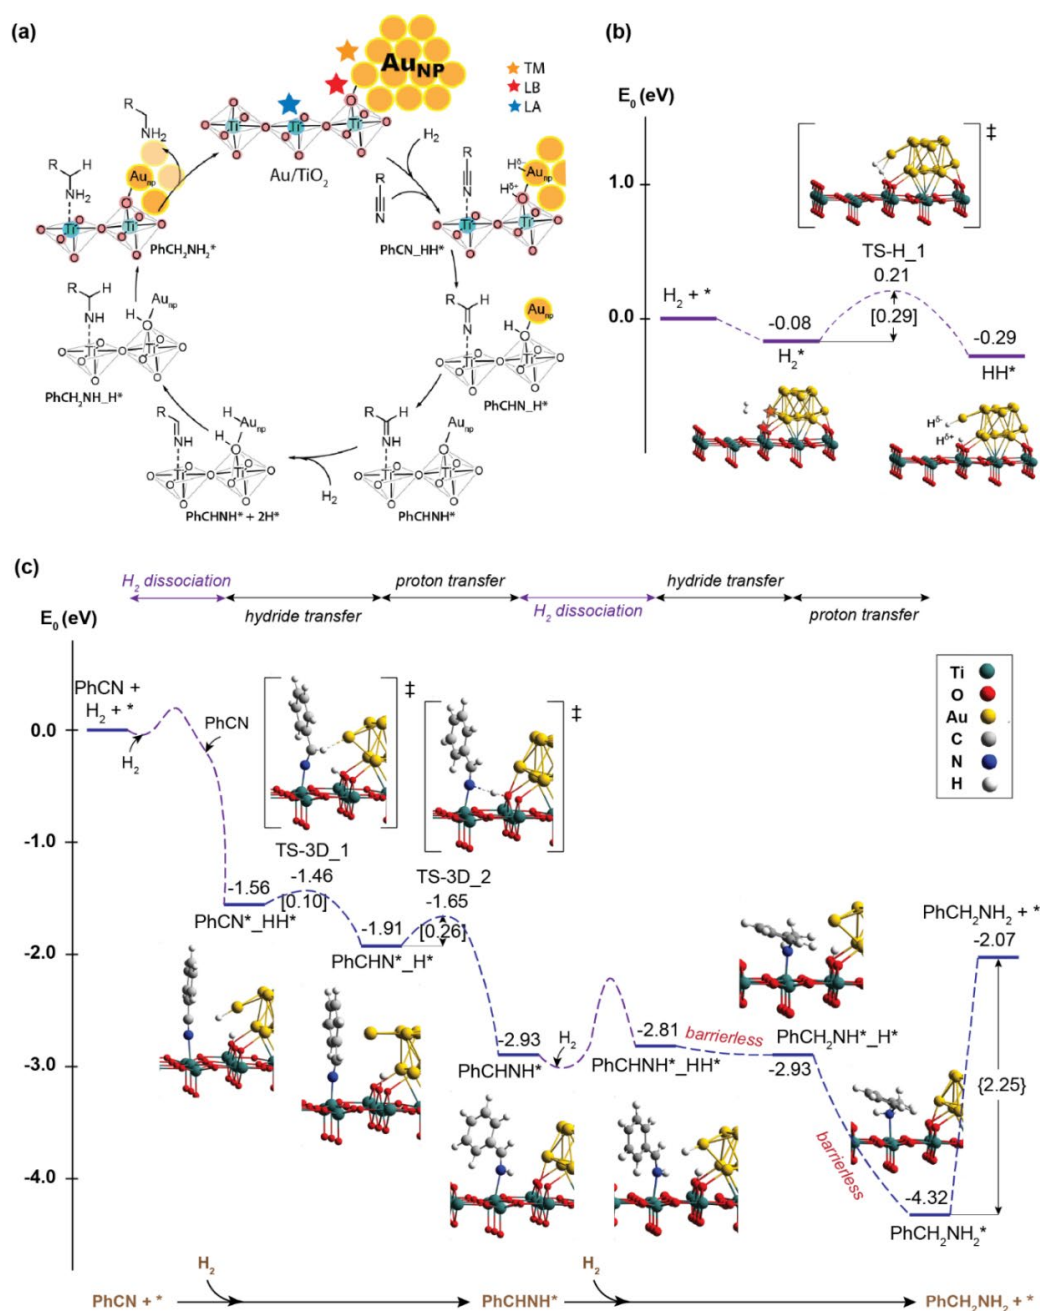 (a)
Au_NP
TM
LB
LA
Au/TiO₂
H₂
R
N
H^δ-
H^δ+
Au_np
Ti
O
PhCN_HH*
R
H
N
H
Au_np
PhCHN_H*
R
H
NH
Au_np
PhCHNH*
H₂
R
NH
H
H
Au_np
PhCHNH* + 2H*
R
H
NH
H
Au_np
PhCH₂NH_H*
R
H
NH₂
Au_np
PhCH₂NH₂*
R
NH₂
(b)
E₀ (eV)
1.0
0.0
‡
TS-H_1
0.21
[0.29]
H₂ + *
-0.08
H₂*
-0.29
HH*
H^δ-
H^δ+
(c)
H₂ dissociation
hydride transfer
proton transfer
H₂ dissociation
hydride transfer
proton transfer
E₀ (eV)
0.0
-1.0
-2.0
-3.0
-4.0
PhCN +
H₂ + *
H₂
PhCN
-1.56
PhCN*_HH*
‡
TS-3D_1
-1.46
[0.10]
-1.91
PhCHN*_H*
‡
TS-3D_2
-1.65
[0.26]
-2.93
PhCHNH*
H₂
-2.81
PhCHNH*_HH*
barrierless
PhCH₂NH*_H*
-2.93
barrierless
-4.32
PhCH₂NH₂*
PhCH₂NH₂ + *
-2.07
{2.25}
Ti
O
Au
C
N
H
H₂
H₂
PhCN + *
PhCHNH*
PhCH₂NH₂ + *